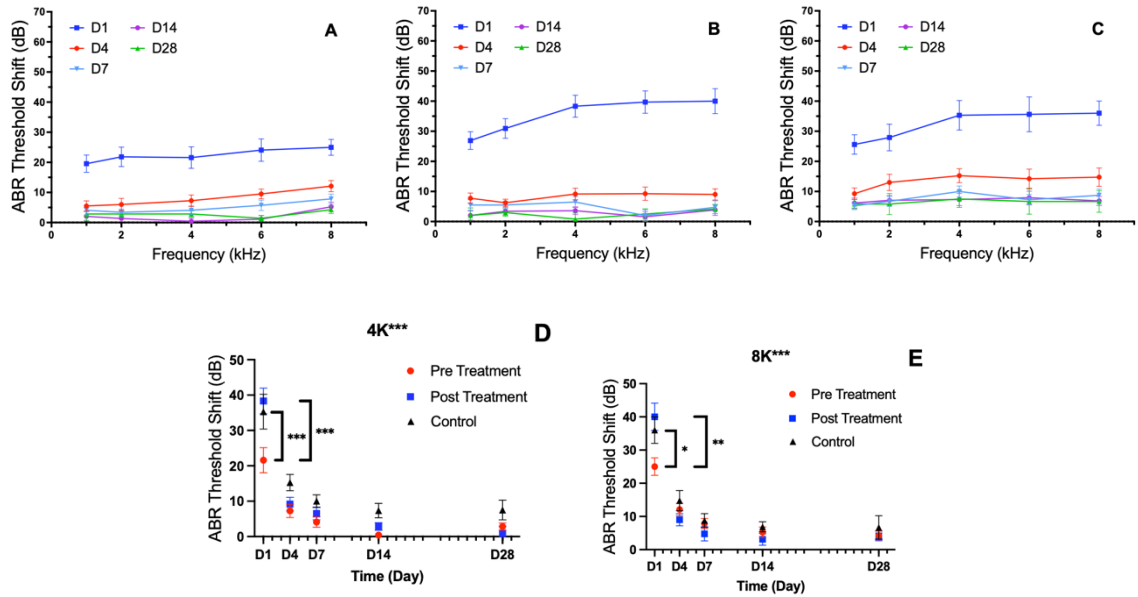 A
D1 D14
D4 D28
D7
ABR Threshold Shift (dB)
70
60
50
40
30
20
10
0
2 4 6 8
Frequency (kHz)
B
D1 D14
D4 D28
D7
ABR Threshold Shift (dB)
70
60
50
40
30
20
10
0
2 4 6 8
Frequency (kHz)
C
D1 D14
D4 D28
D7
ABR Threshold Shift (dB)
70
60
50
40
30
20
10
0
2 4 6 8
Frequency (kHz)
4K*** D
Pre Treatment
Post Treatment
Control
ABR Threshold Shift (dB)
50
40
30
20
10
0
*** ***
D1 D4 D7 D14 D28
Time (Day)
8K*** E
Pre Treatment
Post Treatment
Control
ABR Threshold Shift (dB)
50
40
30
20
10
0
* **
D1 D4 D7 D14 D28
Time (Day)